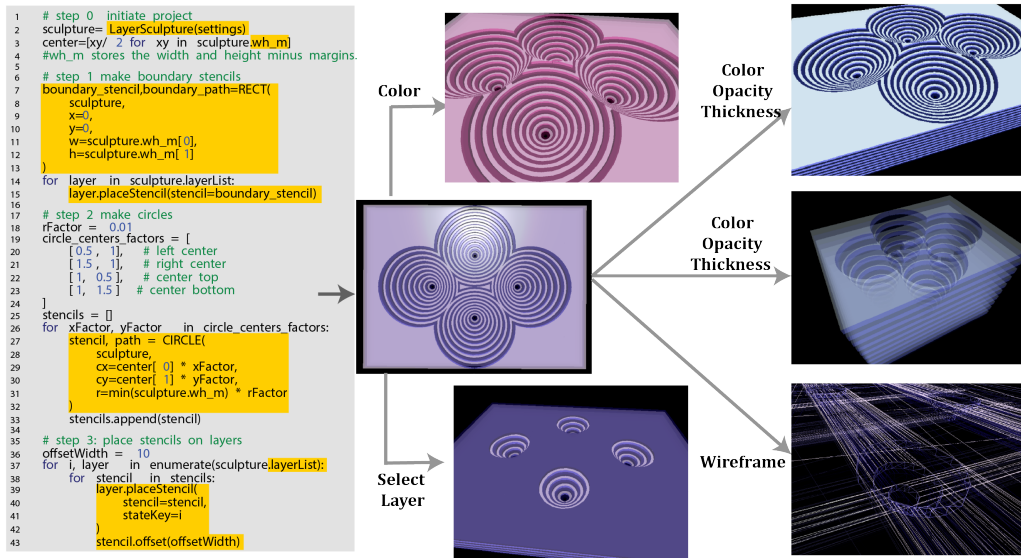 1 # step 0 initiate project
2 sculpture= LayerSculpture(settings)
3 center=[xy/ 2 for xy in sculpture.wh_m]
4 #wh_m stores the width and height minus margins.
5
6 # step 1 make boundary stencils
7 boundary_stencil,boundary_path=RECT(
8 sculpture,
9 x=0,
10 y=0,
11 w=sculpture.wh_m[ 0],
12 h=sculpture.wh_m[ 1]
13 )
14 for layer in sculpture.layerList:
15 layer.placeStencil(stencil=boundary_stencil)
16
17 # step 2 make circles
18 rFactor = 0.01
19 circle_centers_factors = [
20 [ 0.5 , 1], # left center
21 [ 1.5 , 1], # right center
22 [ 1, 0.5 ], # center top
23 [ 1, 1.5 ] # center bottom
24 ]
25 stencils = []
26 for xFactor, yFactor in circle_centers_factors:
27 stencil, path = CIRCLE(
28 sculpture,
29 cx=center[ 0] * xFactor,
30 cy=center[ 1] * yFactor,
31 r=min(sculpture.wh_m) * rFactor
32 )
33 stencils.append(stencil)
34
35 # step 3: place stencils on layers
36 offsetWidth = 10
37 for i, layer in enumerate(sculpture.layerList):
38 for stencil in stencils:
39 layer.placeStencil(
40 stencil=stencil,
41 stateKey=i
42 )
43 stencil.offset(offsetWidth)
Color
Color
Opacity
Thickness
Color
Opacity
Thickness
Select
Layer
Wireframe